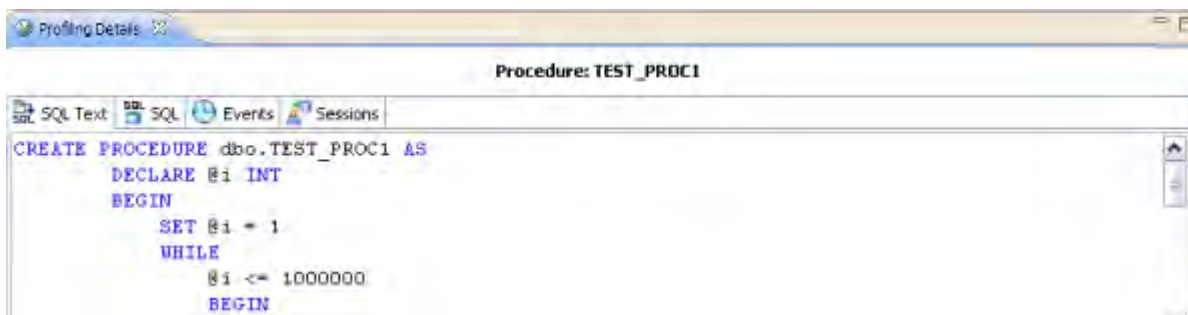 Profiling Details
Procedure: TEST_PROC1
SQL Text SQL Events Sessions
CREATE PROCEDURE dbo.TEST_PROC1 AS
DECLARE @i INT
BEGIN
SET @i = 1
WHILE
@i <= 1000000
BEGIN